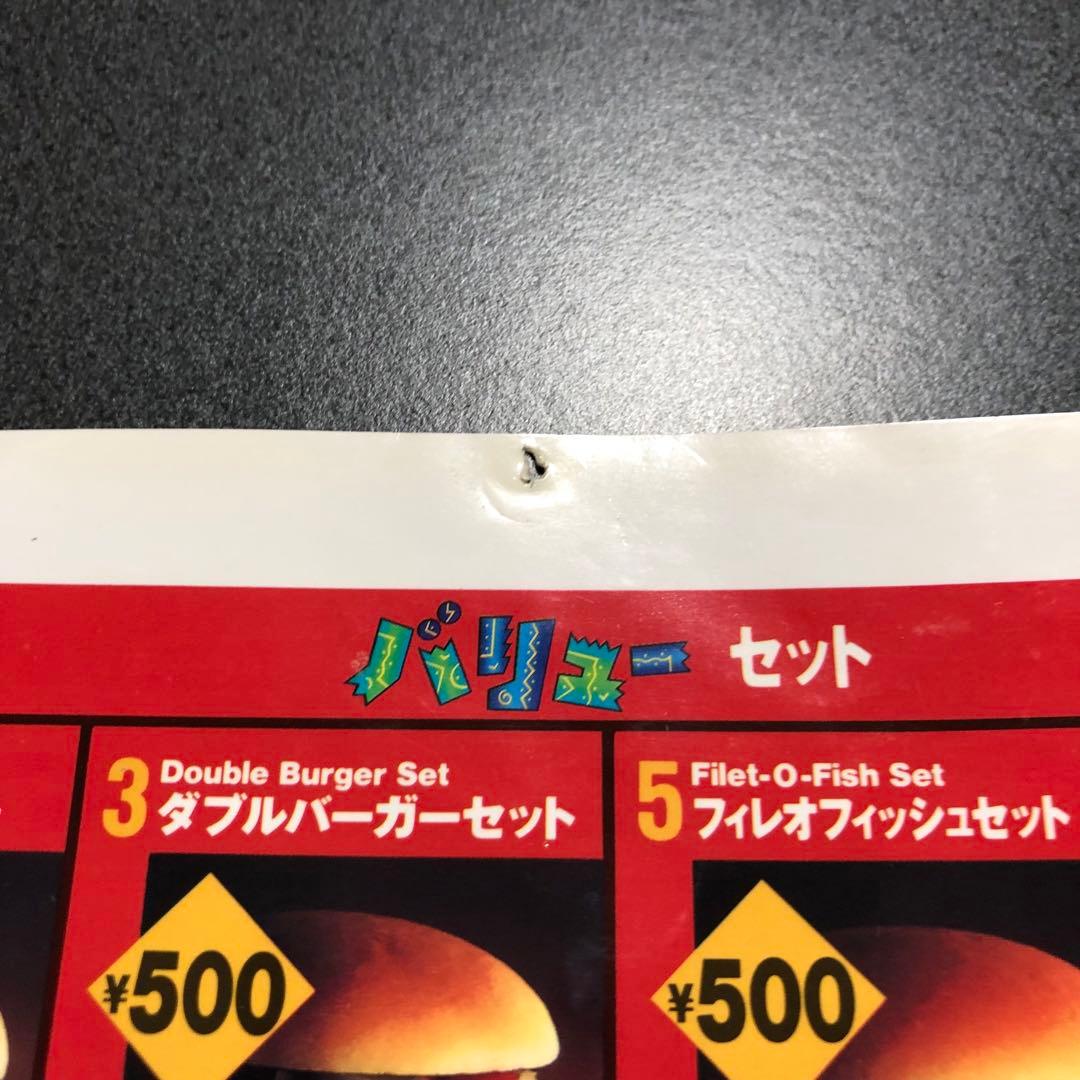 バリューセット
3 Double Burger Set
ダブルバーガーセット
¥500
5 Filet-O-Fish Set
フィレオフィッシュセット
¥500